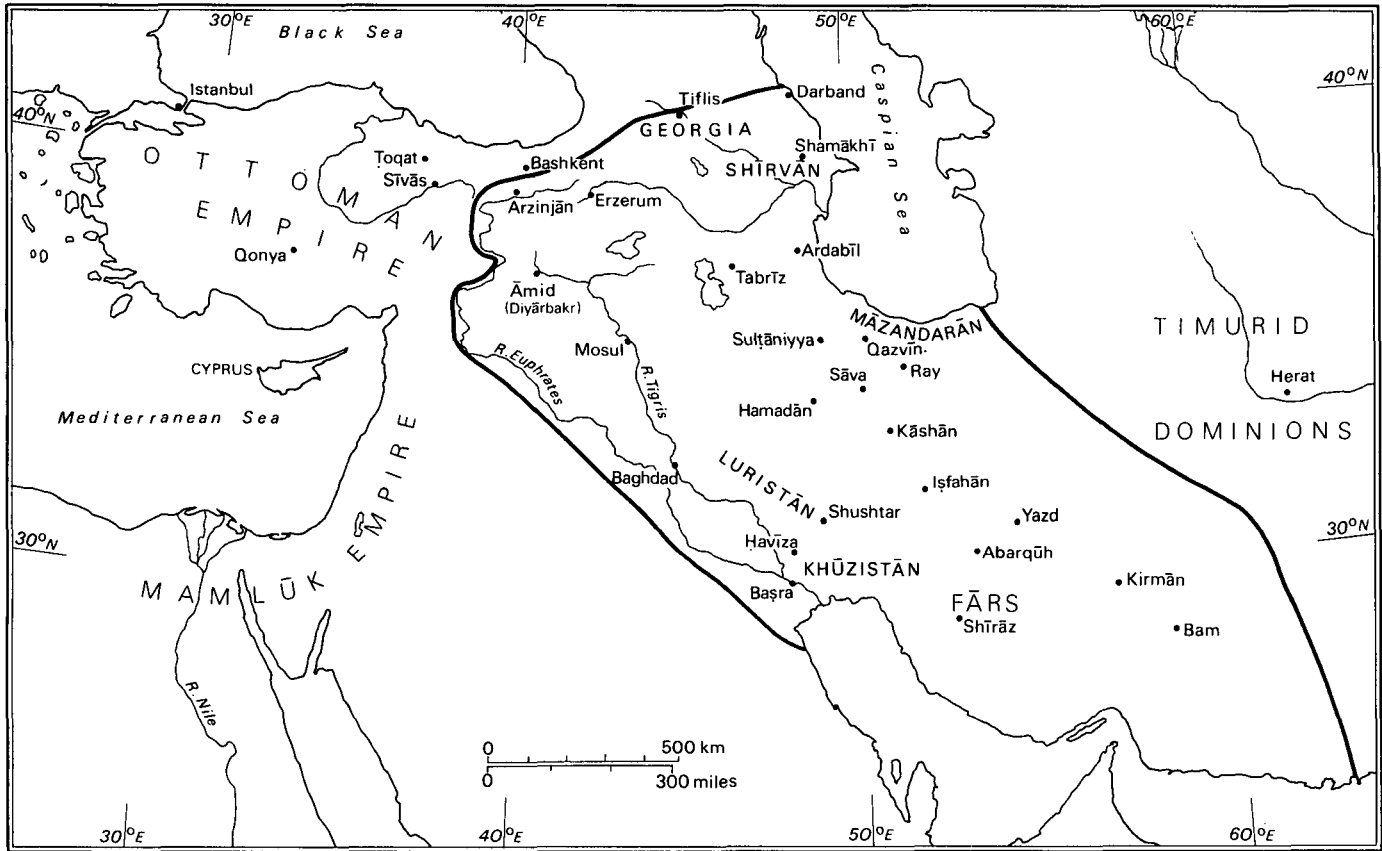 30°E
40°E
50°E
60°E
Black Sea
Istanbul
40°N
40°N
Caspian Sea
Tiflis
Darband
GEORGIA
Shamākhī
SHĪRVĀN
Ṭoqat
Sīvās
Bashkent
Arzinjān
Erzerum
OTTOMAN
EMPIRE
Qonya
Ardabīl
Tabrīz
Āmid
(Diyārbakr)
MĀZANDARĀN
TIMURID
Mosul
Sulṭāniyya
Qazvīn
R. Euphrates
R. Tigris
CYPRUS
Ray
Sāva
Herat
Mediterranean Sea
Hamadān
Kāshān
DOMINIONS
Baghdad
LURISTĀN
Iṣfahān
Shushtar
Yazd
30°N
30°N
Ḥavīza
Abarqūh
KHŪZISTĀN
MAMLŪK EMPIRE
Baṣra
Kirmān
FĀRS
Shīrāz
Bam
R. Nile
0 500 km
0 300 miles
30°E
40°E
50°E
60°E